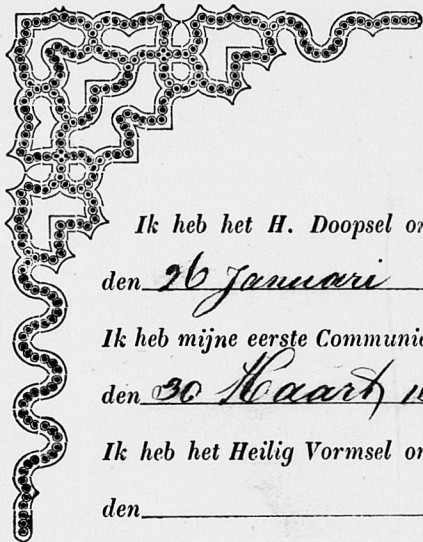 Ik heb het H. Doopsel on
den 26 Januari
Ik heb mijne eerste Communie
den 30 Maart 18
Ik heb het Heilig Vormsel on
den